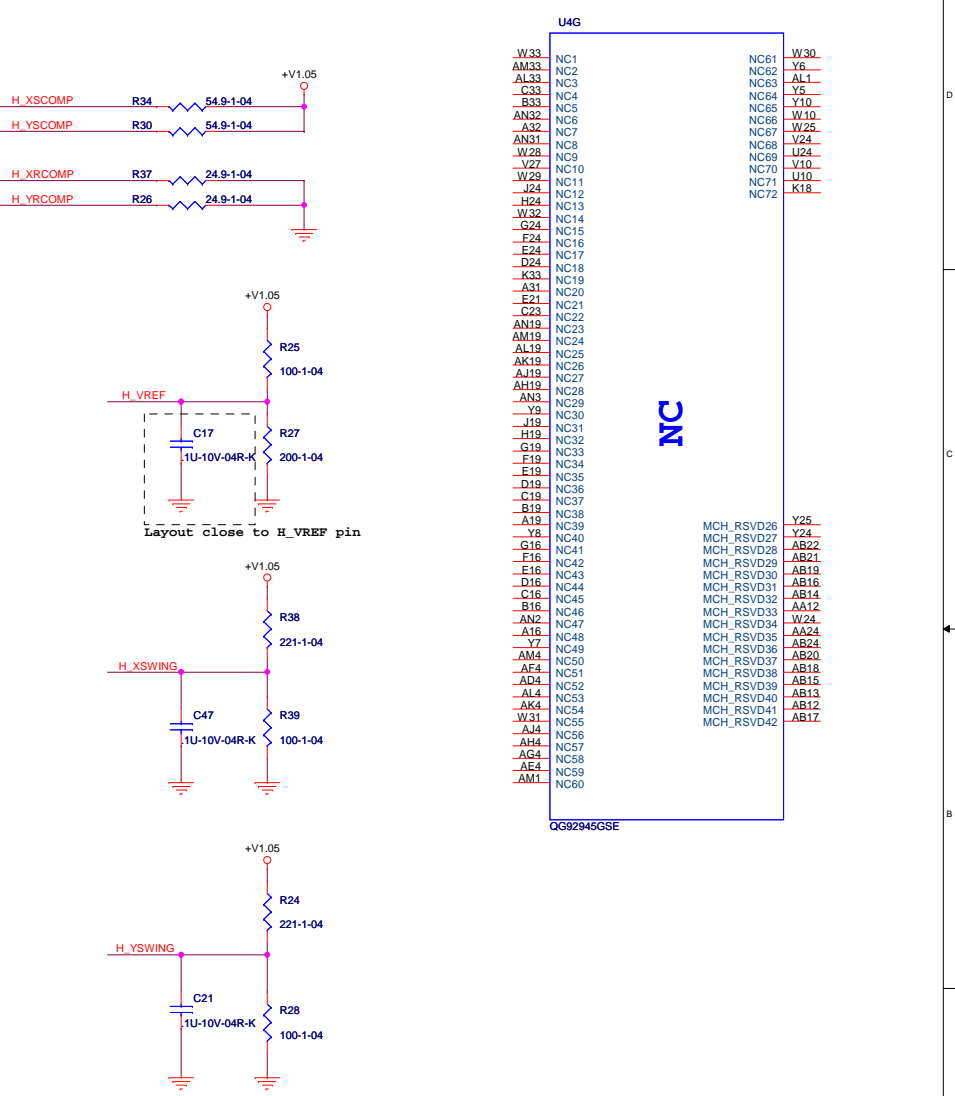 +V1.05
H_XSCOMP R34 54.9-1-04
H_YSCOMP R30 54.9-1-04
H_XRCOMP R37 24.9-1-04
H_YRCOMP R26 24.9-1-04
+V1.05
R25
100-1-04
H_VREF
C17
.1U-10V-04R-K
R27
200-1-04
Layout close to H_VREF pin
+V1.05
R38
221-1-04
H_XSWING
C47
.1U-10V-04R-K
R39
100-1-04
+V1.05
R24
221-1-04
H_YSWING
C21
.1U-10V-04R-K
R28
100-1-04
U4G
W33 NC1
AM33 NC2
AL33 NC3
C33 NC4
B33 NC5
AN32 NC6
A32 NC7
AN31 NC8
W28 NC9
V27 NC10
W29 NC11
J24 NC12
H24 NC13
W32 NC14
G24 NC15
F24 NC16
E24 NC17
D24 NC18
K33 NC19
A31 NC20
E21 NC21
C23 NC22
AN19 NC23
AM19 NC24
AL19 NC25
AK19 NC26
AJ19 NC27
AH19 NC28
AN3 NC29
Y9 NC30
J19 NC31
H19 NC32
G19 NC33
F19 NC34
E19 NC35
D19 NC36
C19 NC37
B19 NC38
A19 NC39
Y8 NC40
G16 NC41
F16 NC42
E16 NC43
D16 NC44
C16 NC45
B16 NC46
AN2 NC47
A16 NC48
Y7 NC49
AM4 NC50
AF4 NC51
AD4 NC52
AL4 NC53
AK4 NC54
W31 NC55
AJ4 NC56
AH4 NC57
AG4 NC58
AE4 NC59
AM1 NC60
NC61 W30
NC62 Y6
NC63 AL1
NC64 Y5
NC65 Y10
NC66 W10
NC67 W25
NC68 V24
NC69 U24
NC70 V10
NC71 U10
NC72 K18
NC
MCH_RSVD26 Y25
MCH_RSVD27 Y24
MCH_RSVD28 AB22
MCH_RSVD29 AB21
MCH_RSVD30 AB19
MCH_RSVD31 AB16
MCH_RSVD32 AB14
MCH_RSVD33 AA12
MCH_RSVD34 W24
MCH_RSVD35 AA24
MCH_RSVD36 AB24
MCH_RSVD37 AB20
MCH_RSVD38 AB18
MCH_RSVD39 AB15
MCH_RSVD40 AB13
MCH_RSVD41 AB12
MCH_RSVD42 AB17
QG92945GSE
D
C
B